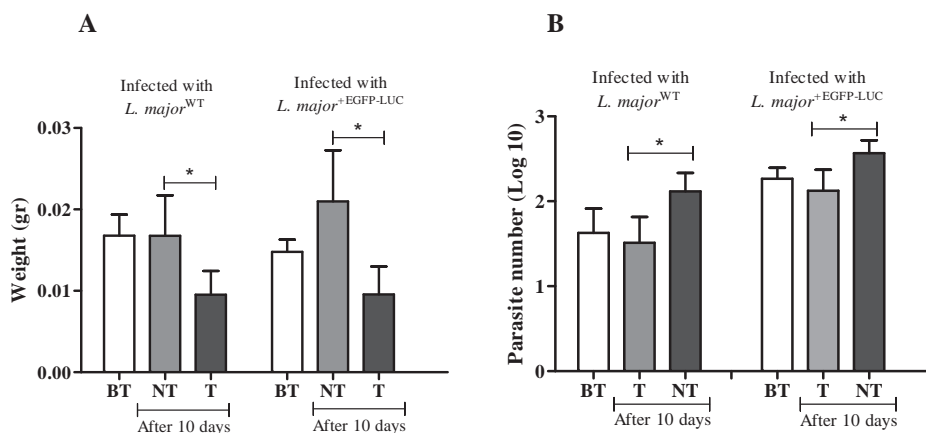 A
Infected with
L. major^WT
Infected with
L. major^+EGFP-LUC
*
*
Weight (gr)
0.03
0.02
0.01
0.00
BT NT T BT NT T
After 10 days After 10 days
B
Infected with
L. major^WT
Infected with
L. major^+EGFP-LUC
*
*
Parasite number (Log 10)
3
2
1
0
BT T NT BT T NT
After 10 days After 10 days